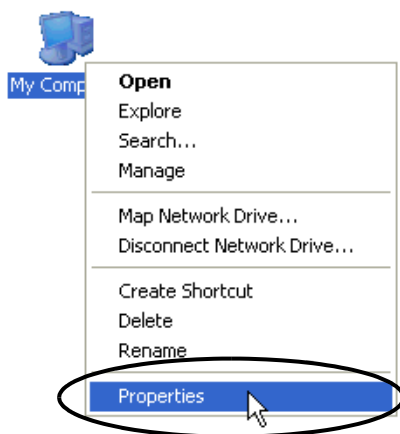 My Comp
Open
Explore
Search...
Manage
Map Network Drive...
Disconnect Network Drive...
Create Shortcut
Delete
Rename
Properties